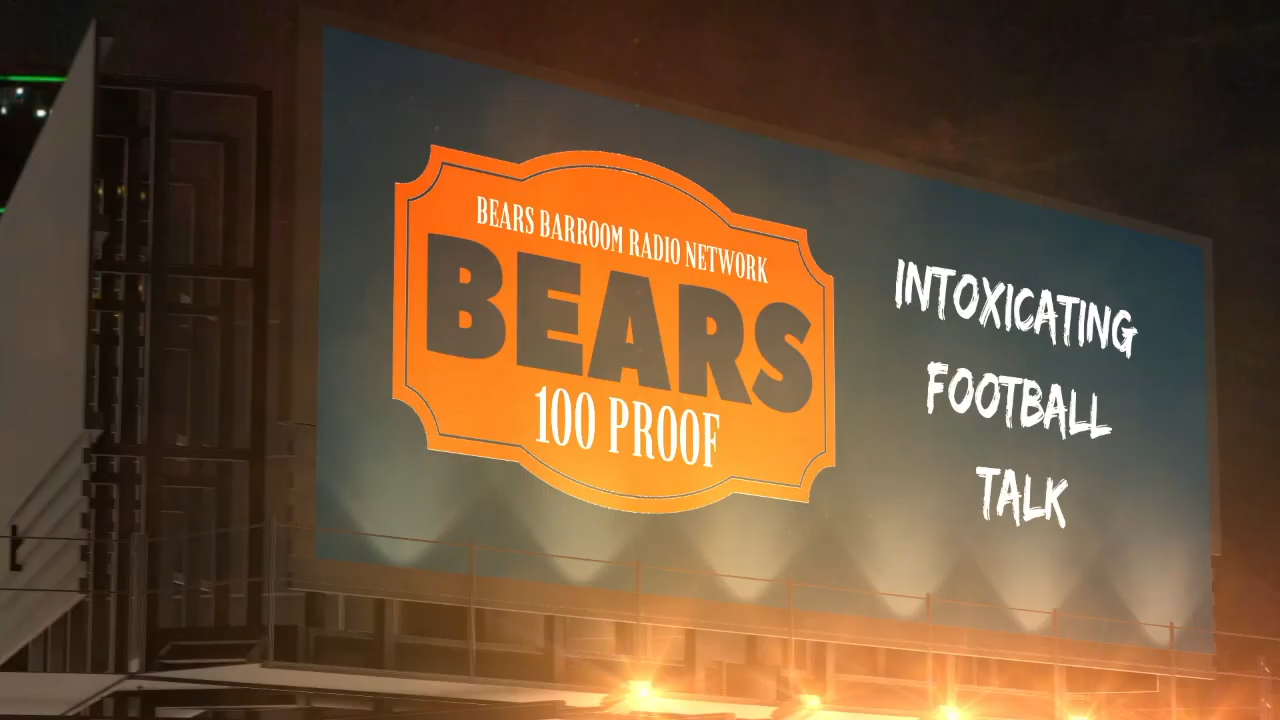 BEARS BARROOM RADIO NETWORK
BEARS
100 PROOF
INTOXICATING
FOOTBALL
TALK